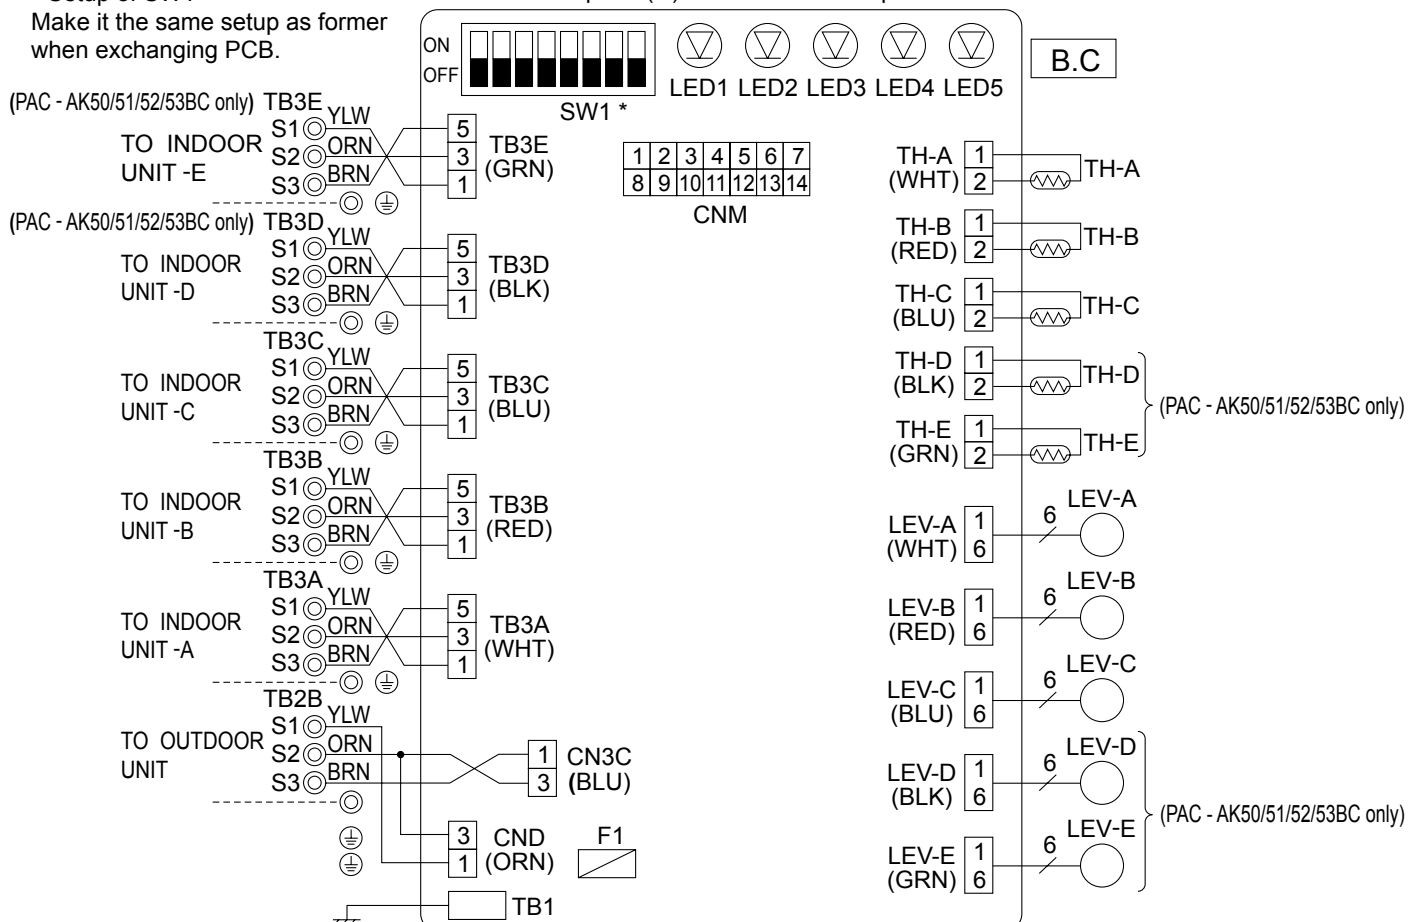 Make it the same setup as former
when exchanging PCB.
ON
OFF
SW1 *
LED1 LED2 LED3 LED4 LED5
B.C
(PAC - AK50/51/52/53BC only) TB3E
TO INDOOR
UNIT -E
S1 YLW
S2 ORN
S3 BRN
5
3
1
TB3E
(GRN)
1 2 3 4 5 6 7
8 9 10 11 12 13 14
CNM
(PAC - AK50/51/52/53BC only) TB3D
TO INDOOR
UNIT -D
S1 YLW
S2 ORN
S3 BRN
5
3
1
TB3D
(BLK)
TB3C
TO INDOOR
UNIT -C
S1 YLW
S2 ORN
S3 BRN
5
3
1
TB3C
(BLU)
TB3B
TO INDOOR
UNIT -B
S1 YLW
S2 ORN
S3 BRN
5
3
1
TB3B
(RED)
TB3A
TO INDOOR
UNIT -A
S1 YLW
S2 ORN
S3 BRN
5
3
1
TB3A
(WHT)
TB2B
TO OUTDOOR
UNIT
S1 YLW
S2 ORN
S3 BRN
1
3
CN3C
(BLU)
3
1
CND
(ORN)
F1
TB1
TH-A
(WHT)
1
2
TH-A
TH-B
(RED)
1
2
TH-B
TH-C
(BLU)
1
2
TH-C
TH-D
(BLK)
1
2
TH-D
TH-E
(GRN)
1
2
TH-E
(PAC - AK50/51/52/53BC only)
LEV-A
(WHT)
1
6
6
LEV-A
LEV-B
(RED)
1
6
6
LEV-B
LEV-C
(BLU)
1
6
6
LEV-C
LEV-D
(BLK)
1
6
6
LEV-D
LEV-E
(GRN)
1
6
6
LEV-E
(PAC - AK50/51/52/53BC only)